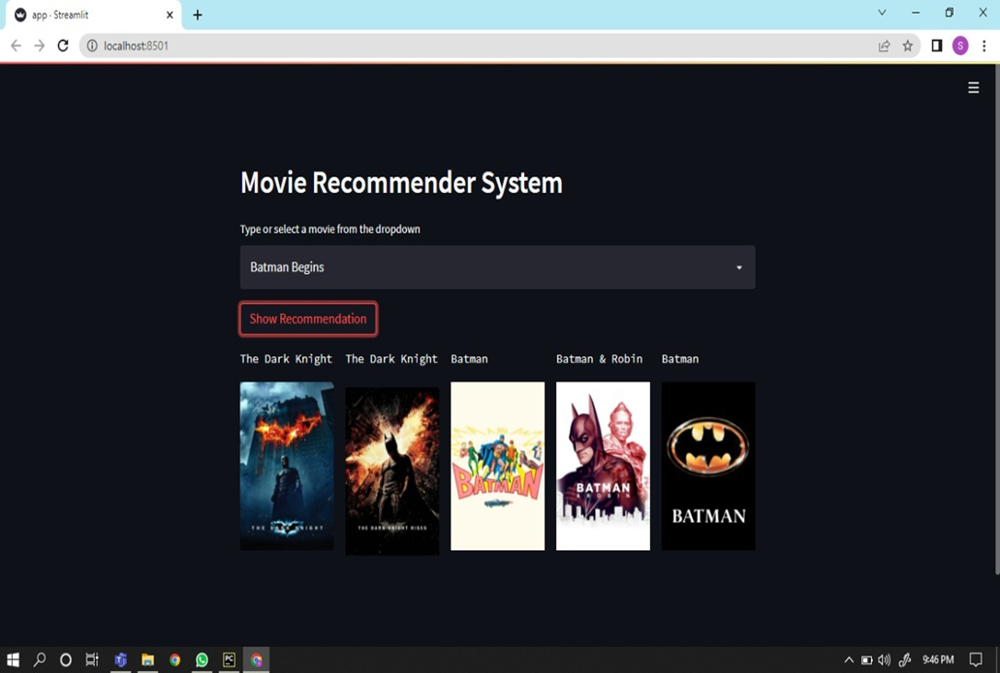 app · Streamlit
localhost:8501
S
Movie Recommender System
Type or select a movie from the dropdown
Batman Begins
Show Recommendation
The Dark Knight The Dark Knight Batman Batman & Robin Batman
THE DARK KNIGHT
THE DARK KNIGHT RISES
BATMAN
BATMAN
BATMAN
PC
9:46 PM